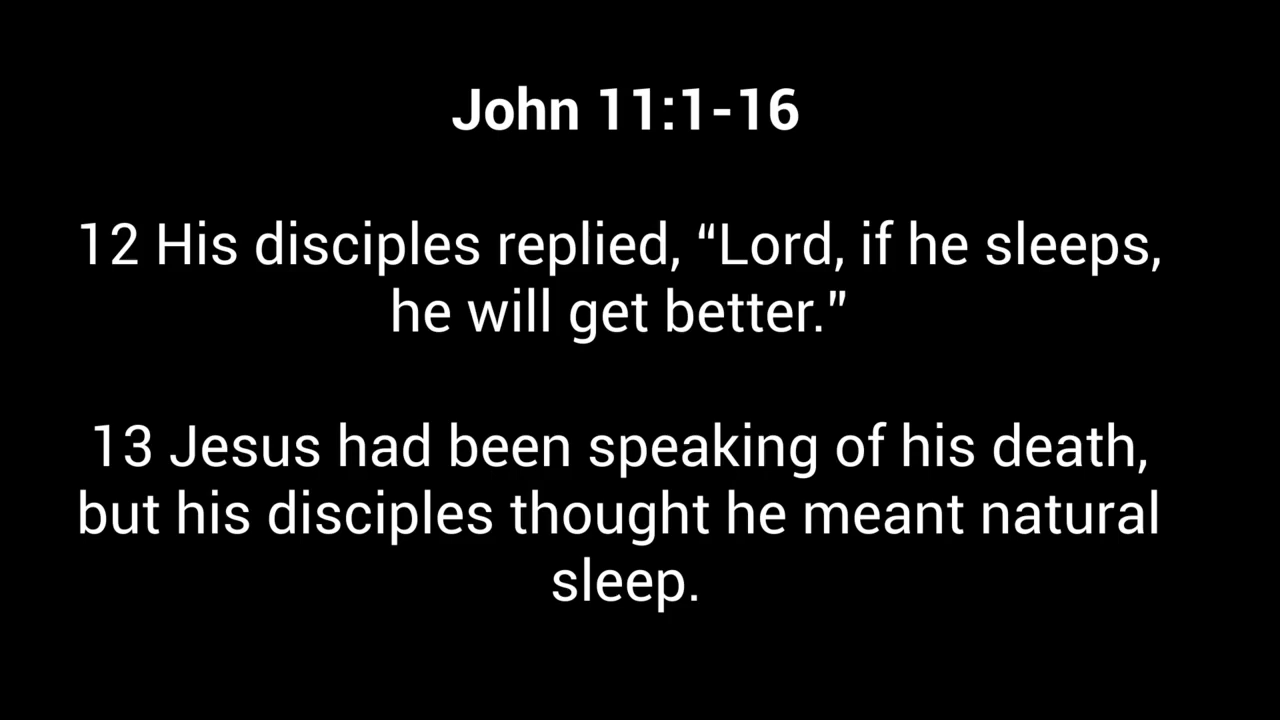 John 11:1-16
12 His disciples replied, “Lord, if he sleeps,
he will get better.”
13 Jesus had been speaking of his death,
but his disciples thought he meant natural
sleep.